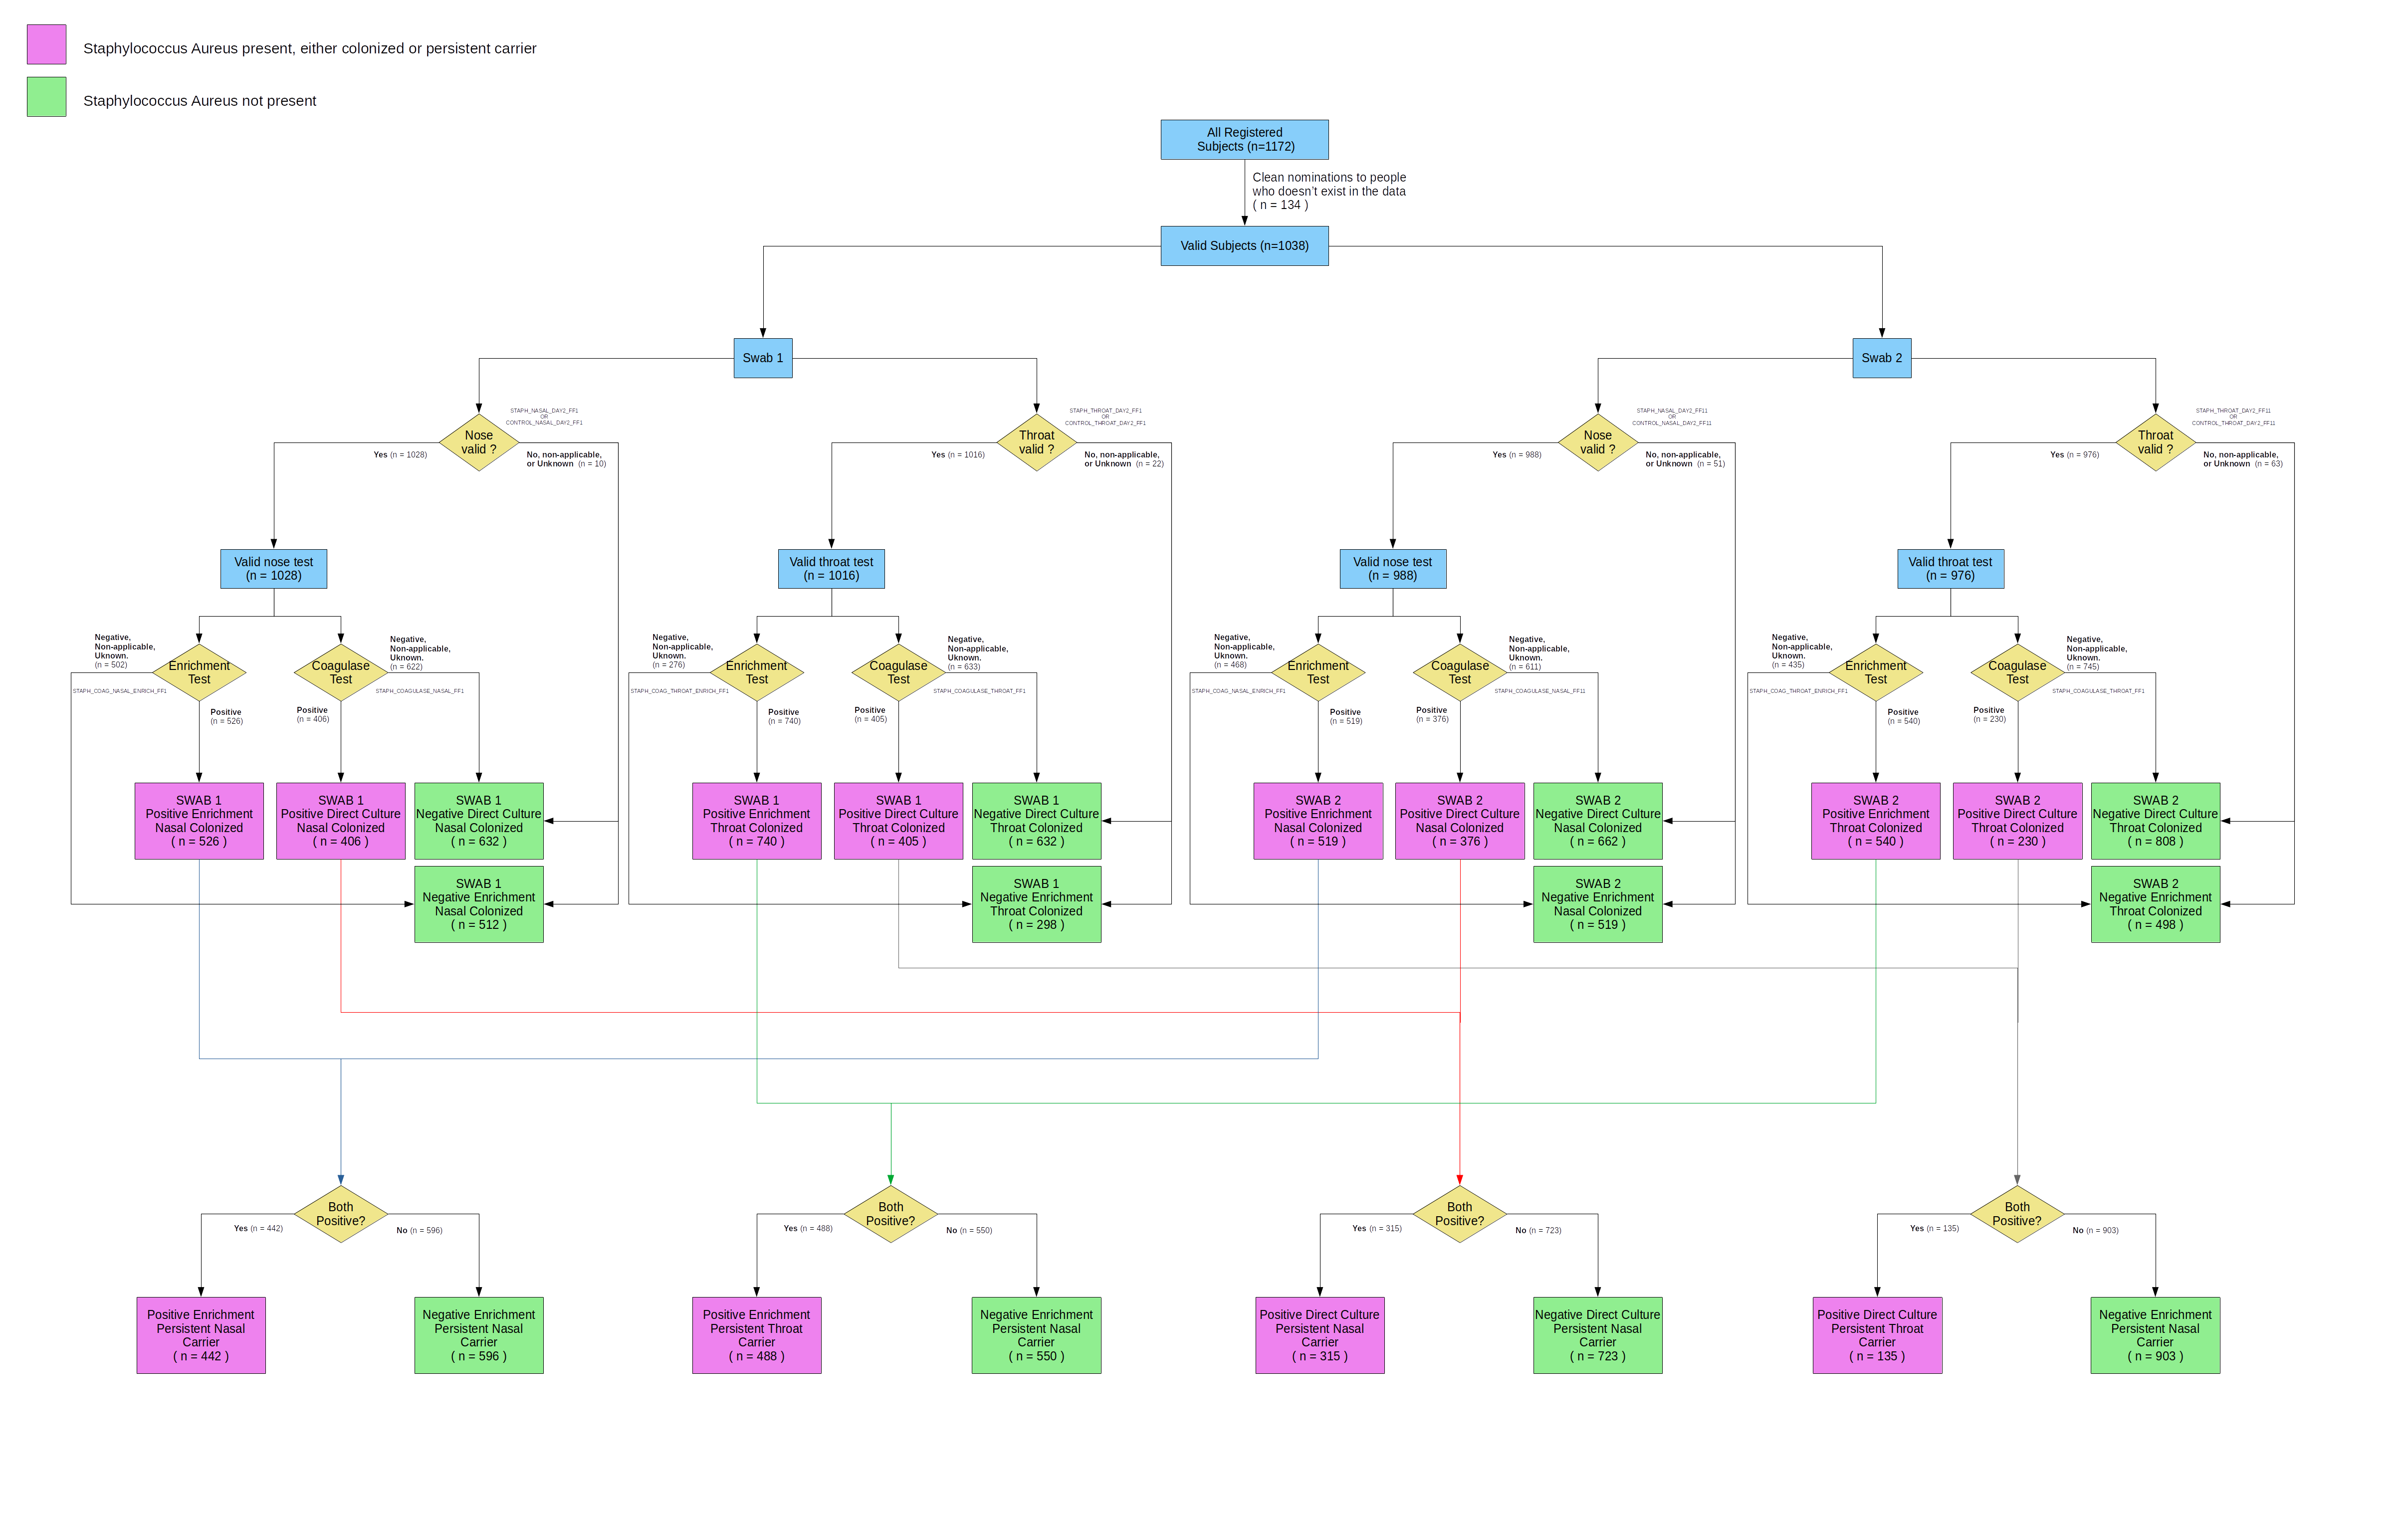 Staphylococcus Aureus present, either colonized or persistent carrier
Staphylococcus Aureus not present
All Registered
Subjects (n=1172)
Clean nominations to people
who doesn't exist in the data
( n = 134 )
Valid Subjects (n=1038)
Swab 1
Swab 2
STAPH_NASAL_DAY2_FF1
OR
CONTROL_NASAL_DAY2_FF1
Nose
valid ?
Yes (n = 1028)
No, non-applicable,
or Unknown (n = 10)
STAPH_THROAT_DAY2_FF1
OR
CONTROL_THROAT_DAY2_FF1
Throat
valid ?
Yes (n = 1016)
No, non-applicable,
or Unknown (n = 22)
STAPH_NASAL_DAY2_FF11
OR
CONTROL_NASAL_DAY2_FF11
Nose
valid ?
Yes (n = 988)
No, non-applicable,
or Unknown (n = 51)
STAPH_THROAT_DAY2_FF11
OR
CONTROL_THROAT_DAY2_FF11
Throat
valid ?
Yes (n = 976)
No, non-applicable,
or Unknown (n = 63)
Valid nose test
(n = 1028)
Valid throat test
(n = 1016)
Valid nose test
(n = 988)
Valid throat test
(n = 976)
Negative,
Non-applicable,
Uknown.
(n = 502)
Enrichment
Test
STAPH_COAG_NASAL_ENRICH_FF1
Positive
(n = 526)
Coagulase
Test
Negative,
Non-applicable,
Uknown.
(n = 622)
STAPH_COAGULASE_NASAL_FF1
Positive
(n = 406)
Negative,
Non-applicable,
Uknown.
(n = 276)
Enrichment
Test
STAPH_COAG_THROAT_ENRICH_FF1
Positive
(n = 740)
Coagulase
Test
Negative,
Non-applicable,
Uknown.
(n = 633)
STAPH_COAGULASE_THROAT_FF1
Positive
(n = 405)
Negative,
Non-applicable,
Uknown.
(n = 468)
Enrichment
Test
STAPH_COAG_NASAL_ENRICH_FF1
Positive
(n = 519)
Coagulase
Test
Negative,
Non-applicable,
Uknown.
(n = 611)
STAPH_COAGULASE_NASAL_FF11
Positive
(n = 376)
Negative,
Non-applicable,
Uknown.
(n = 435)
Enrichment
Test
STAPH_COAG_THROAT_ENRICH_FF1
Positive
(n = 540)
Coagulase
Test
Negative,
Non-applicable,
Uknown.
(n = 745)
STAPH_COAGULASE_THROAT_FF1
Positive
(n = 230)
SWAB 1
Positive Enrichment
Nasal Colonized
( n = 526 )
SWAB 1
Positive Direct Culture
Nasal Colonized
( n = 406 )
SWAB 1
Negative Direct Culture
Nasal Colonized
( n = 632 )
SWAB 1
Negative Enrichment
Nasal Colonized
( n = 512 )
SWAB 1
Positive Enrichment
Throat Colonized
( n = 740 )
SWAB 1
Positive Direct Culture
Throat Colonized
( n = 405 )
SWAB 1
Negative Direct Culture
Throat Colonized
( n = 632 )
SWAB 1
Negative Enrichment
Throat Colonized
( n = 298 )
SWAB 2
Positive Enrichment
Nasal Colonized
( n = 519 )
SWAB 2
Positive Direct Culture
Nasal Colonized
( n = 376 )
SWAB 2
Negative Direct Culture
Nasal Colonized
( n = 662 )
SWAB 2
Negative Enrichment
Nasal Colonized
( n = 519 )
SWAB 2
Positive Enrichment
Throat Colonized
( n = 540 )
SWAB 2
Positive Direct Culture
Throat Colonized
( n = 230 )
SWAB 2
Negative Direct Culture
Throat Colonized
( n = 808 )
SWAB 2
Negative Enrichment
Throat Colonized
( n = 498 )
Both
Positive?
Yes (n = 442)
No (n = 596)
Both
Positive?
Yes (n = 488)
No (n = 550)
Both
Positive?
Yes (n = 315)
No (n = 723)
Both
Positive?
Yes (n = 135)
No (n = 903)
Positive Enrichment
Persistent Nasal
Carrier
( n = 442 )
Negative Enrichment
Persistent Nasal
Carrier
( n = 596 )
Positive Enrichment
Persistent Throat
Carrier
( n = 488 )
Negative Enrichment
Persistent Nasal
Carrier
( n = 550 )
Positive Direct Culture
Persistent Nasal
Carrier
( n = 315 )
Negative Direct Culture
Persistent Nasal
Carrier
( n = 723 )
Positive Direct Culture
Persistent Throat
Carrier
( n = 135 )
Negative Enrichment
Persistent Nasal
Carrier
( n = 903 )